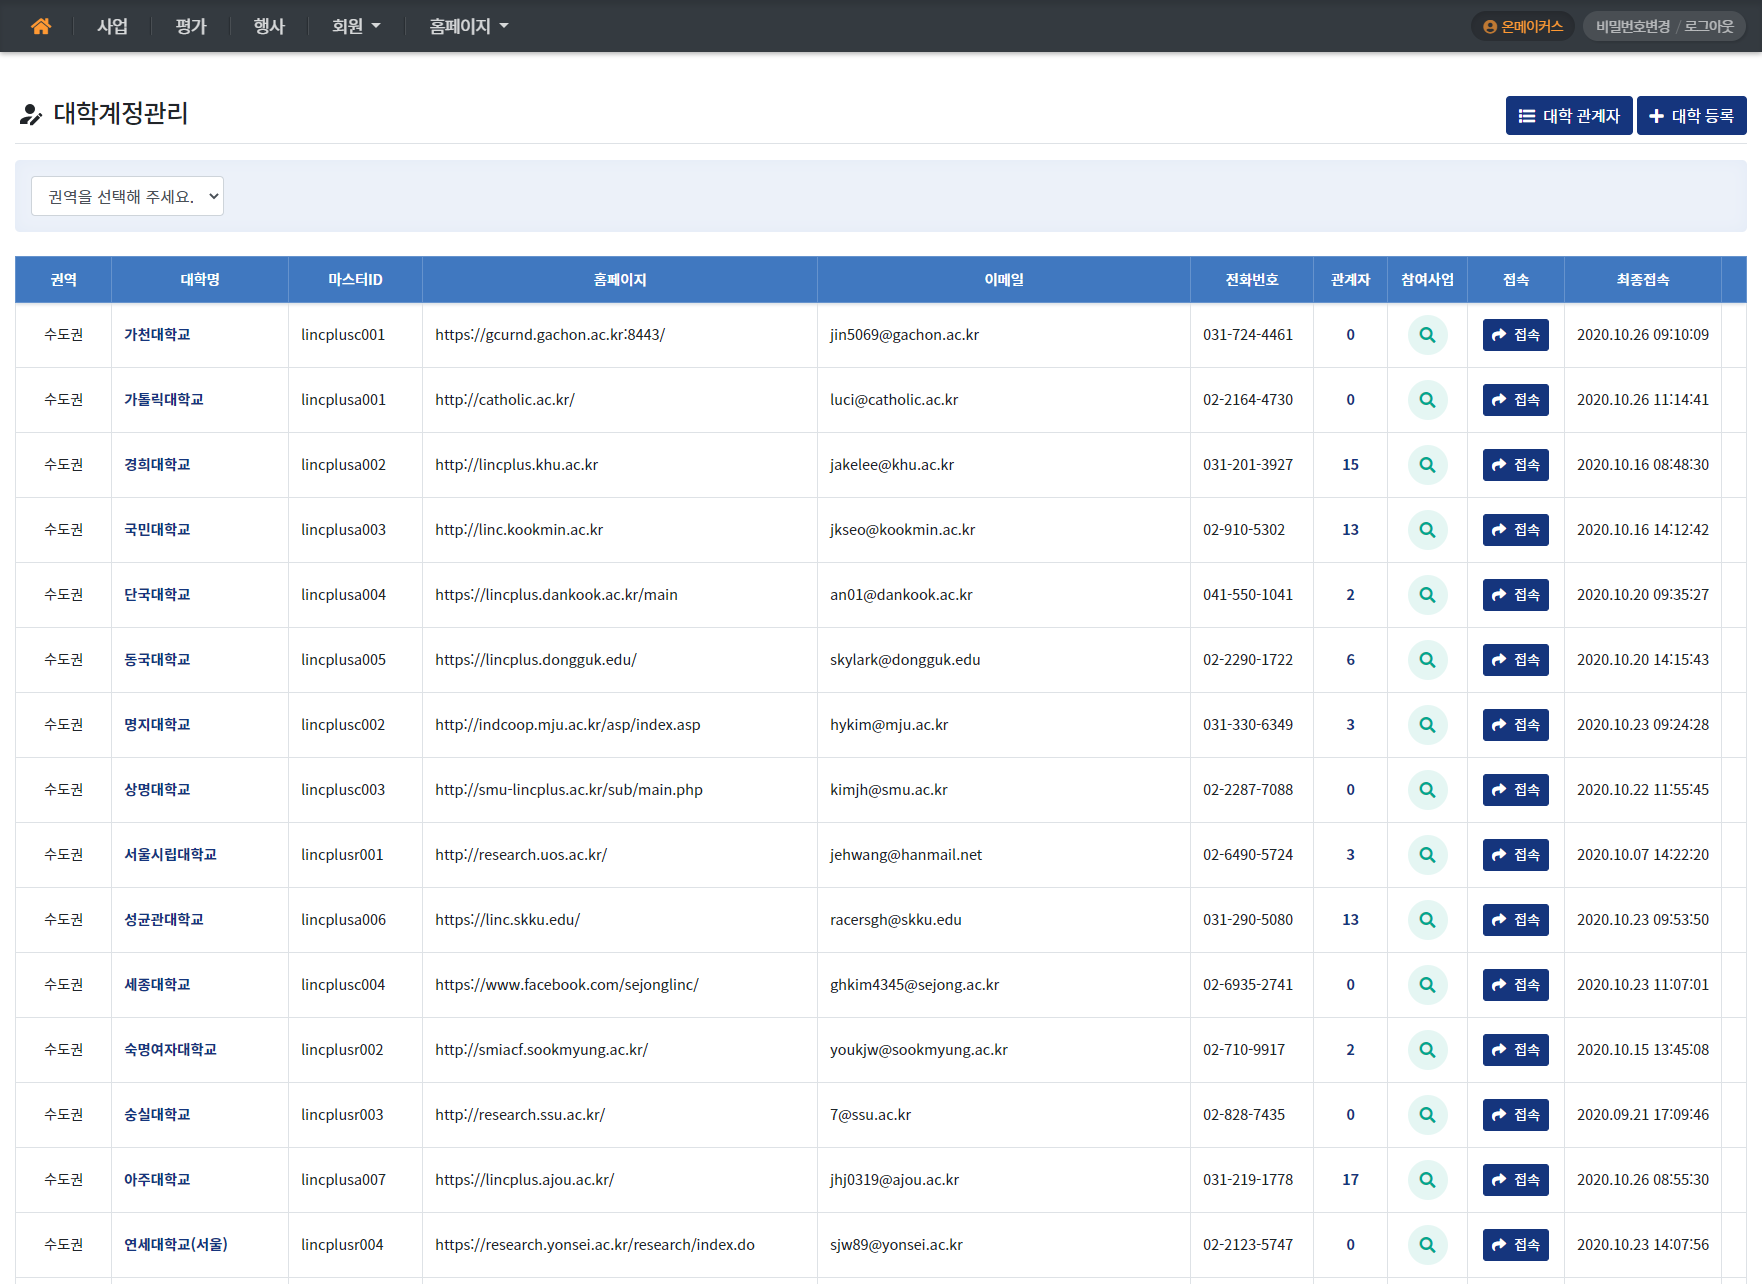 사업 평가 행사 회원 홈페이지 온메이커스 비밀번호변경 / 로그아웃
대학계정관리 대학 관계자 대학 등록
권역을 선택해 주세요.
권역 대학명 마스터ID 홈페이지 이메일 전화번호 관계자 참여사업 접속 최종접속
수도권 가천대학교 lincplusc001 https://gcurnd.gachon.ac.kr:8443/ jin5069@gachon.ac.kr 031-724-4461 0 접속 2020.10.26 09:10:09
수도권 가톨릭대학교 lincplusa001 http://catholic.ac.kr/ luci@catholic.ac.kr 02-2164-4730 0 접속 2020.10.26 11:14:41
수도권 경희대학교 lincplusa002 http://lincplus.khu.ac.kr jakelee@khu.ac.kr 031-201-3927 15 접속 2020.10.16 08:48:30
수도권 국민대학교 lincplusa003 http://linc.kookmin.ac.kr jkseo@kookmin.ac.kr 02-910-5302 13 접속 2020.10.16 14:12:42
수도권 단국대학교 lincplusa004 https://lincplus.dankook.ac.kr/main an01@dankook.ac.kr 041-550-1041 2 접속 2020.10.20 09:35:27
수도권 동국대학교 lincplusa005 https://lincplus.dongguk.edu/ skylark@dongguk.edu 02-2290-1722 6 접속 2020.10.20 14:15:43
수도권 명지대학교 lincplusc002 http://indcoop.mju.ac.kr/asp/index.asp hykim@mju.ac.kr 031-330-6349 3 접속 2020.10.23 09:24:28
수도권 상명대학교 lincplusc003 http://smu-lincplus.ac.kr/sub/main.php kimjh@smu.ac.kr 02-2287-7088 0 접속 2020.10.22 11:55:45
수도권 서울시립대학교 lincplusr001 http://research.uos.ac.kr/ jehwang@hanmail.net 02-6490-5724 3 접속 2020.10.07 14:22:20
수도권 성균관대학교 lincplusa006 https://linc.skku.edu/ racersgh@skku.edu 031-290-5080 13 접속 2020.10.23 09:53:50
수도권 세종대학교 lincplusc004 https://www.facebook.com/sejonglinc/ ghkim4345@sejong.ac.kr 02-6935-2741 0 접속 2020.10.23 11:07:01
수도권 숙명여자대학교 lincplusr002 http://smiacf.sookmyung.ac.kr/ youkjw@sookmyung.ac.kr 02-710-9917 2 접속 2020.10.15 13:45:08
수도권 숭실대학교 lincplusr003 http://research.ssu.ac.kr/ 7@ssu.ac.kr 02-828-7435 0 접속 2020.09.21 17:09:46
수도권 아주대학교 lincplusa007 https://lincplus.ajou.ac.kr/ jhj0319@ajou.ac.kr 031-219-1778 17 접속 2020.10.26 08:55:30
수도권 연세대학교(서울) lincplusr004 https://research.yonsei.ac.kr/research/index.do sjw89@yonsei.ac.kr 02-2123-5747 0 접속 2020.10.23 14:07:56